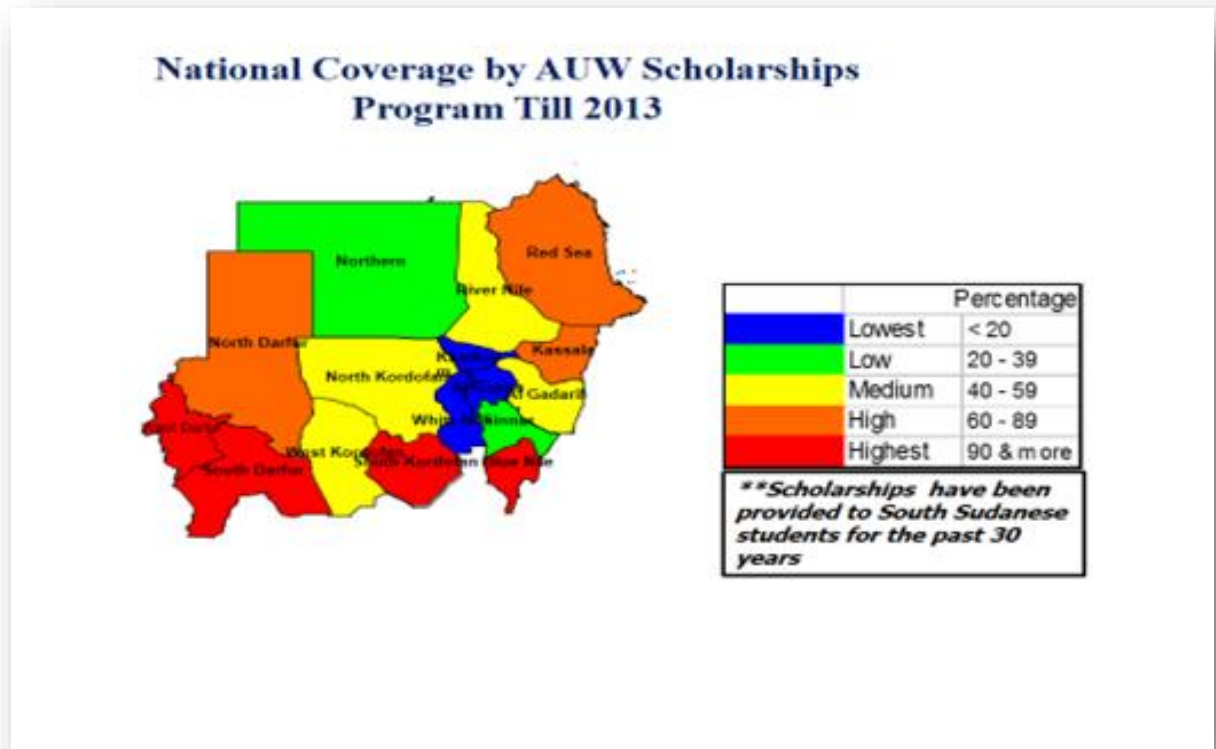 National Coverage by AUW Scholarships
Program Till 2013
Red Sea
Northern
River Nile
North Darfur
Kassala
North Kordofan
Al Gadarif
White
Sinnar
West Kordofan
South Kordofan
Blue Nile
South Darfur
Percentage
Lowest < 20
Low 20 - 39
Medium 40 - 59
High 60 - 89
Highest 90 & more
**Scholarships have been
provided to South Sudanese
students for the past 30
years